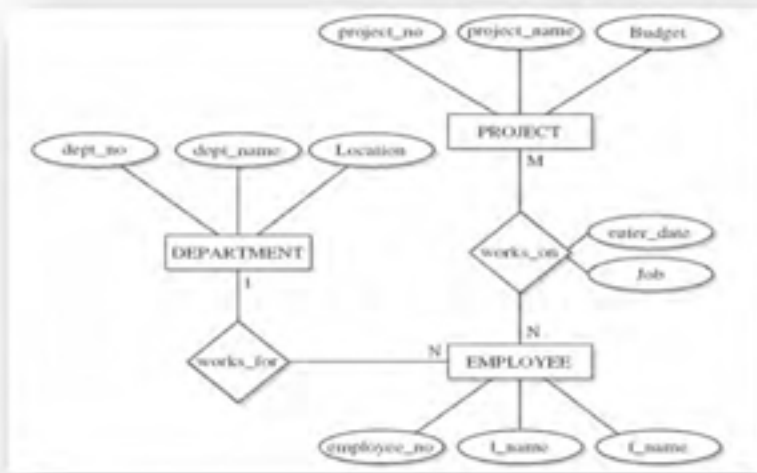 project_no project_name Budget
PROJECT
dept_no dept_name Location
M
enter_date
DEPARTMENT works_on
Job
1
N
works_for N EMPLOYEE
employee_no l_name f_name